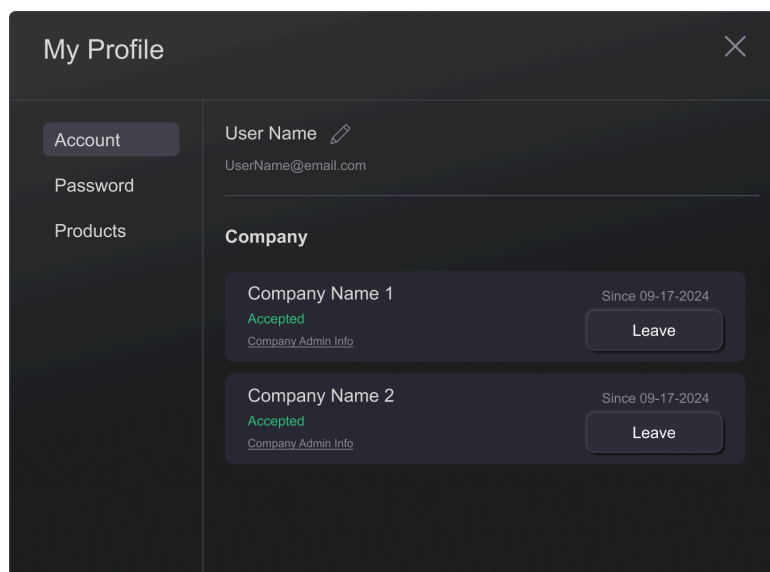 My Profile
Account
Password
Products
User Name
UserName@email.com
Company
Company Name 1
Since 09-17-2024
Accepted
Leave
Company Admin Info
Company Name 2
Since 09-17-2024
Accepted
Leave
Company Admin Info